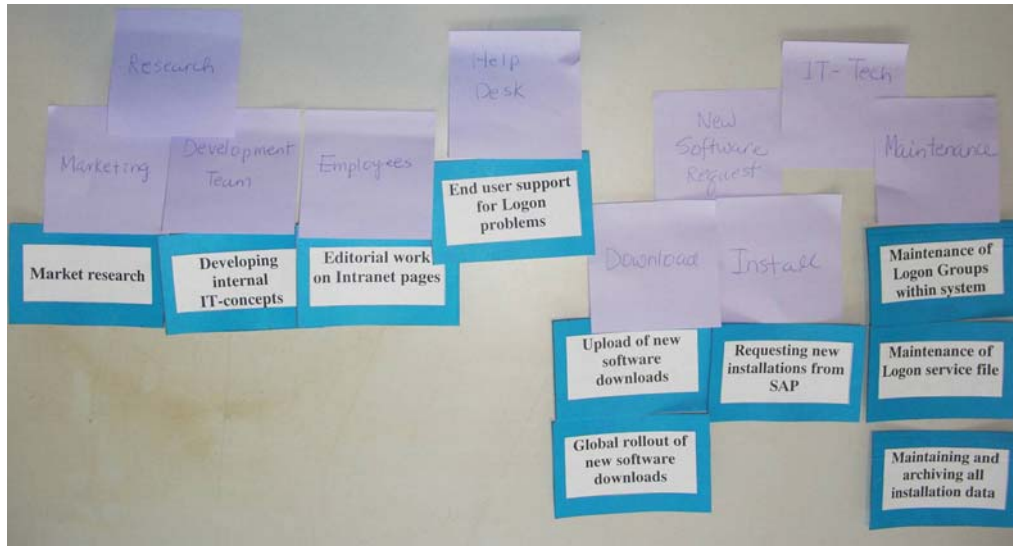 Research
Marketing
Development
Team
Employees
Help
Desk
IT-Tech
New
Software
Request
Maintenance
Download
Install
Market research
Developing
internal
IT-concepts
Editorial work
on Intranet pages
End user support
for Logon
problems
Upload of new
software
downloads
Global rollout of
new software
downloads
Requesting new
installations from
SAP
Maintenance of
Logon Groups
within system
Maintenance of
Logon service file
Maintaining and
archiving all
installation data